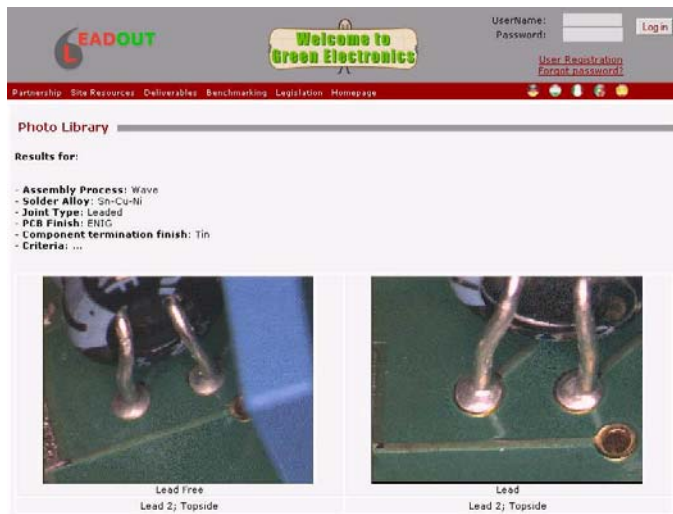 LEADOUT
Welcome to
Green Electronics
UserName:
Password:
Log in
User Registration
Forgot password?
Partnership Site Resources Deliverables Benchmarking Legislation Homepage
Photo Library
Results for:
- Assembly Process: Wave
- Solder Alloy: Sn-Cu-Ni
- Joint Type: Leaded
- PCB Finish: ENIG
- Component termination finish: Tin
- Criteria: ...
Lead Free
Lead
Lead 2; Topside
Lead 2; Topside